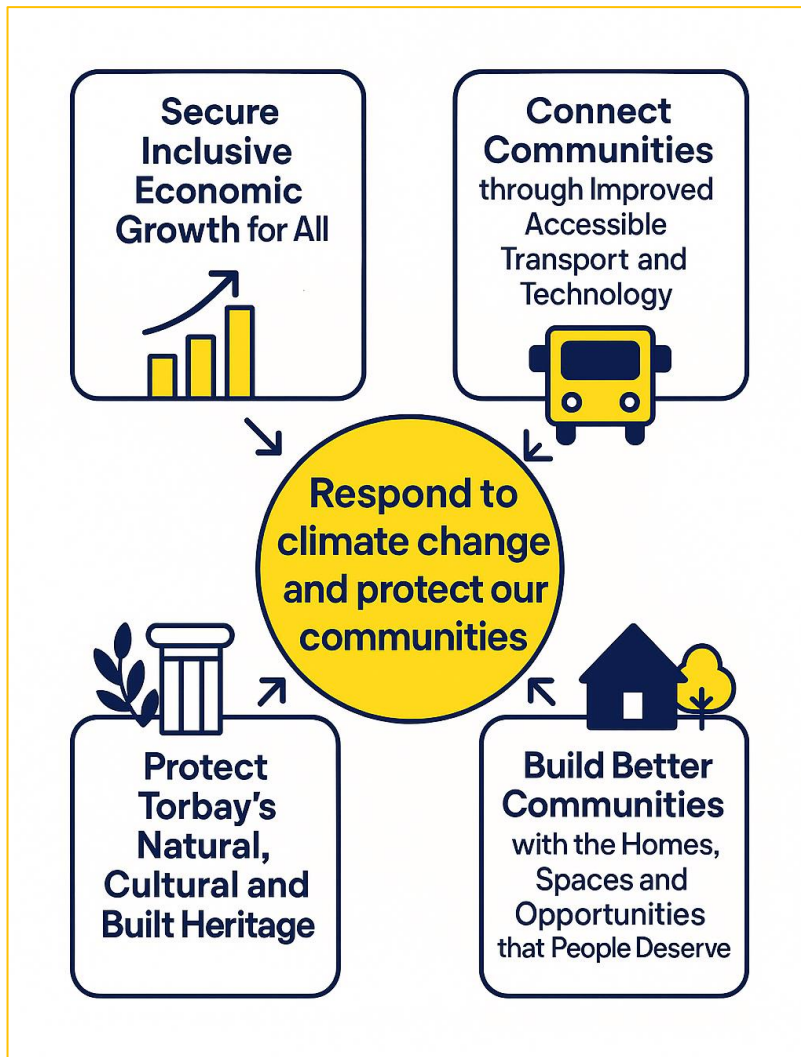 Secure
Inclusive
Economic
Growth for All
Connect
Communities
through Improved
Accessible
Transport and
Technology
Respond to
climate change
and protect our
communities
Protect
Torbay's
Natural,
Cultural and
Built Heritage
Build Better
Communities
with the Homes,
Spaces and
Opportunities
that People Deserve